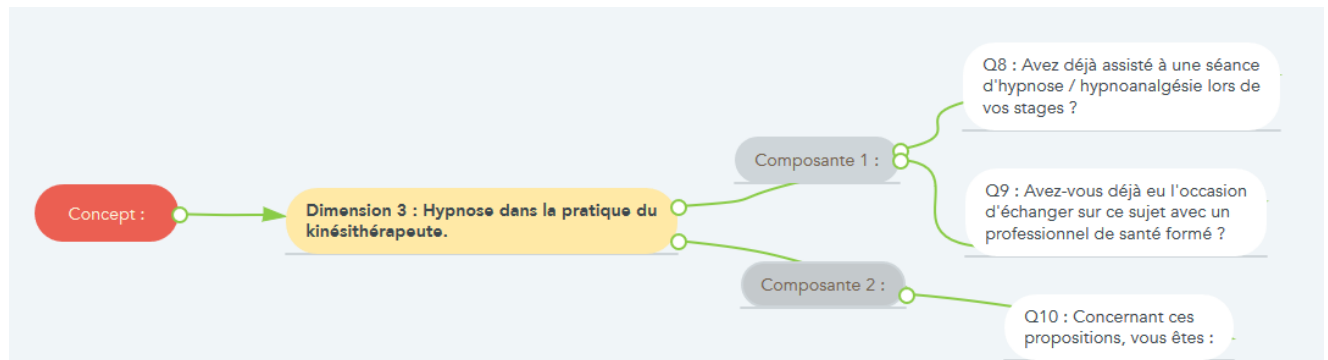 Q8 : Avez déjà assisté à une séance
d'hypnose / hypnoanalgésie lors de
vos stages ?
Composante 1 :
Q9 : Avez-vous déjà eu l'occasion
d'échanger sur ce sujet avec un
professionnel de santé formé ?
Concept :
Dimension 3 : Hypnose dans la pratique du
kinésithérapeute.
Composante 2 :
Q10 : Concernant ces
propositions, vous êtes :